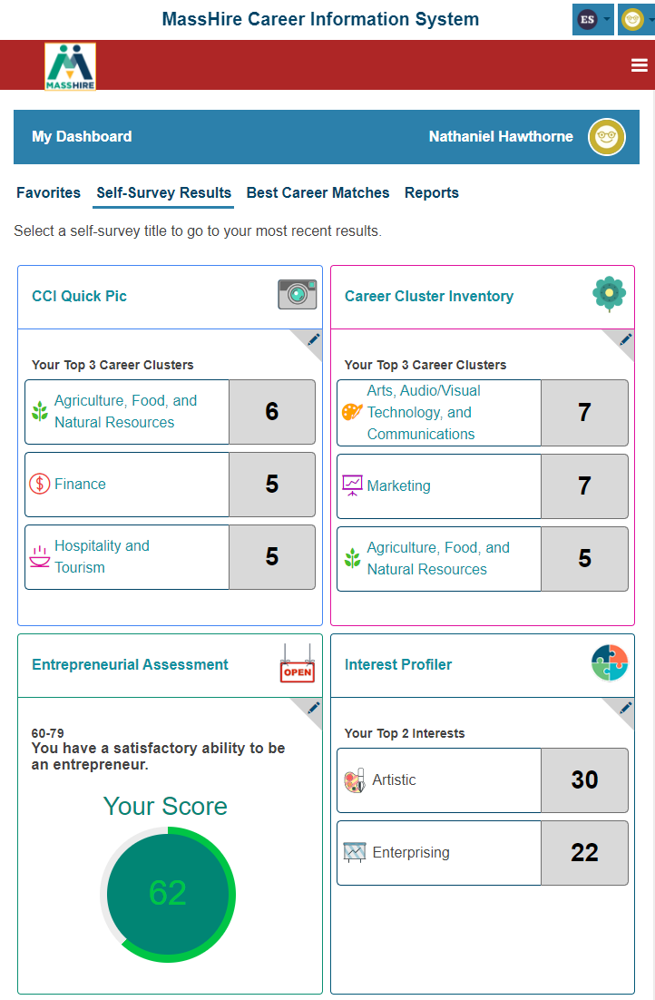 MassHire Career Information System
ES
MASSHIRE
My Dashboard
Nathaniel Hawthorne
Favorites
Self-Survey Results
Best Career Matches
Reports
Select a self-survey title to go to your most recent results.
CCI Quick Pic
Your Top 3 Career Clusters
Agriculture, Food, and
Natural Resources
6
Finance
5
Hospitality and
Tourism
5
Career Cluster Inventory
Your Top 3 Career Clusters
Arts, Audio/Visual
Technology, and
Communications
7
Marketing
7
Agriculture, Food, and
Natural Resources
5
Entrepreneurial Assessment
OPEN
60-79
You have a satisfactory ability to be
an entrepreneur.
Your Score
62
Interest Profiler
Your Top 2 Interests
Artistic
30
Enterprising
22